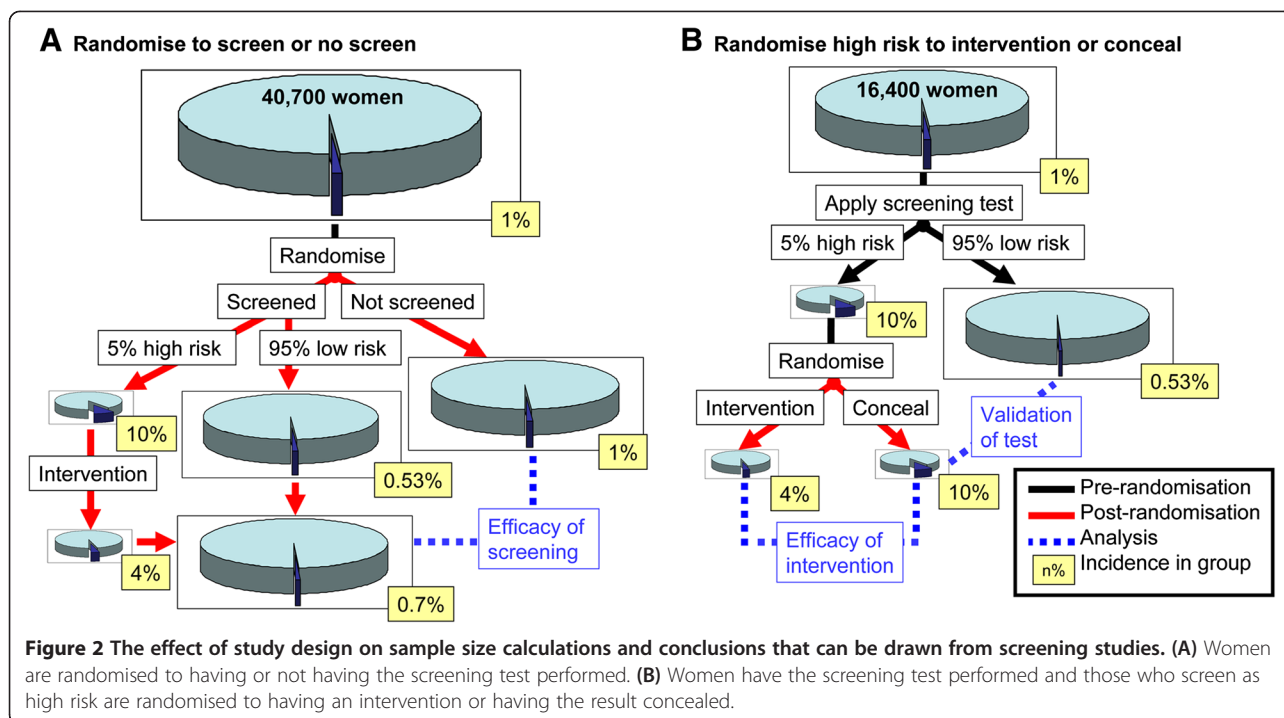 A Randomise to screen or no screen
40,700 women
1%
Randomise
Screened
Not screened
5% high risk
95% low risk
10%
0.53%
1%
Intervention
4%
0.7%
Efficacy of
screening
B Randomise high risk to intervention or conceal
16,400 women
1%
Apply screening test
5% high risk
95% low risk
10%
0.53%
Randomise
Intervention
Conceal
4%
10%
Validation
of test
Efficacy of
intervention
Pre-randomisation
Post-randomisation
Analysis
n% Incidence in group
Figure 2 The effect of study design on sample size calculations and conclusions that can be drawn from screening studies. (A) Women
are randomised to having or not having the screening test performed. (B) Women have the screening test performed and those who screen as
high risk are randomised to having an intervention or having the result concealed.